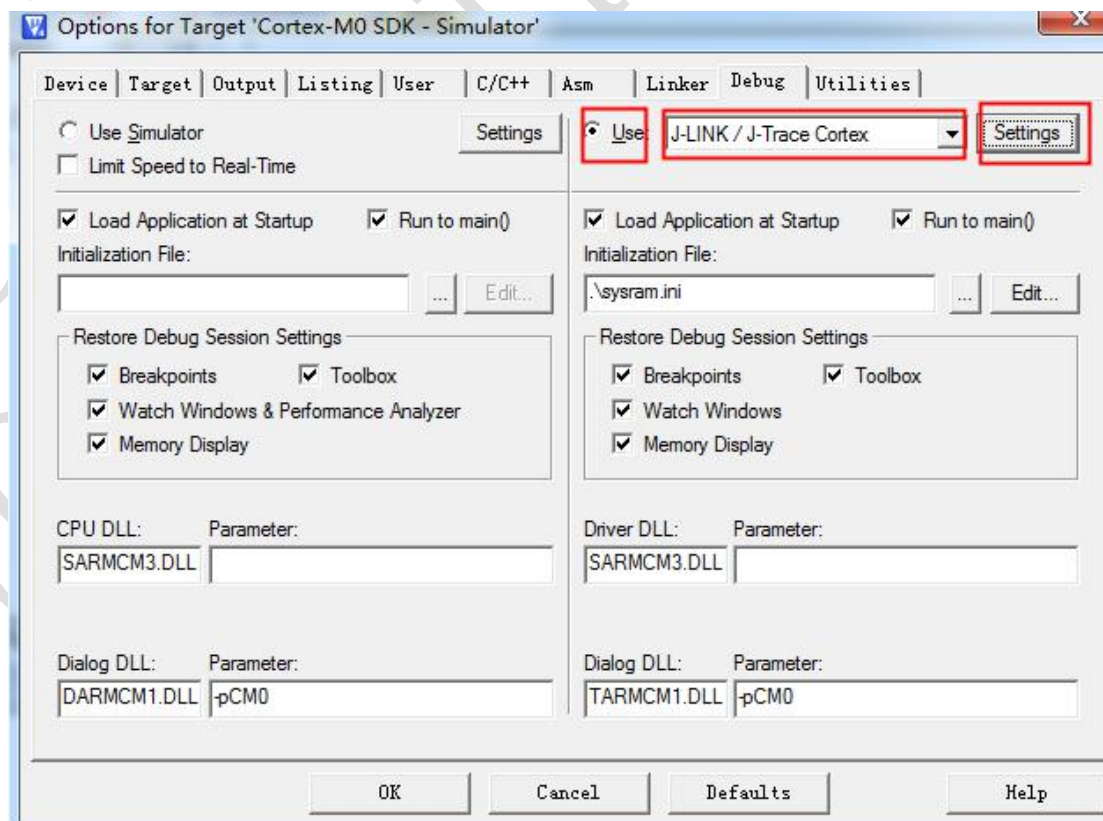 Options for Target 'Cortex-M0 SDK - Simulator'
Device Target Output Listing User C/C++ Asm Linker Debug Utilities
Use Simulator Settings
Limit Speed to Real-Time
Use: J-LINK / J-Trace Cortex Settings
Load Application at Startup Run to main()
Initialization File:
... Edit...
Restore Debug Session Settings
Breakpoints Toolbox
Watch Windows & Performance Analyzer
Memory Display
CPU DLL: Parameter:
SARMCM3.DLL
Dialog DLL: Parameter:
DARMCM1.DLL -pCM0
Load Application at Startup Run to main()
Initialization File:
.\sysram.ini ... Edit...
Restore Debug Session Settings
Breakpoints Toolbox
Watch Windows
Memory Display
Driver DLL: Parameter:
SARMCM3.DLL
Dialog DLL: Parameter:
TARMCM1.DLL -pCM0
OK Cancel Defaults Help